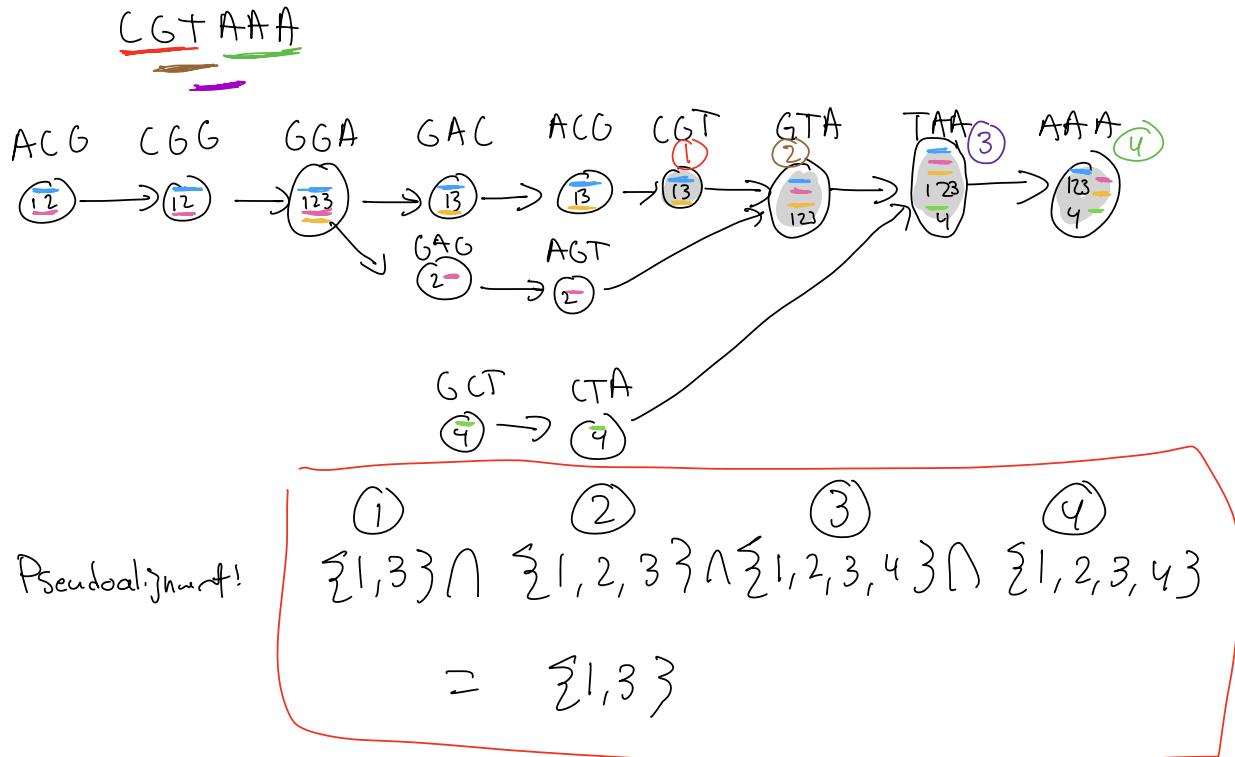 CGTAAA
ACG CGG GGA GAC ACG CGT GTA TAA AAA
1 2 3 4
12 12 123 13 13 13 123 123 4 123 4
GAG AGT
2 2
GCT CTA
4 4
1 2 3 4
Pseudoalignment! {1,3} ∩ {1,2,3} ∩ {1,2,3,4} ∩ {1,2,3,4}
= {1,3}